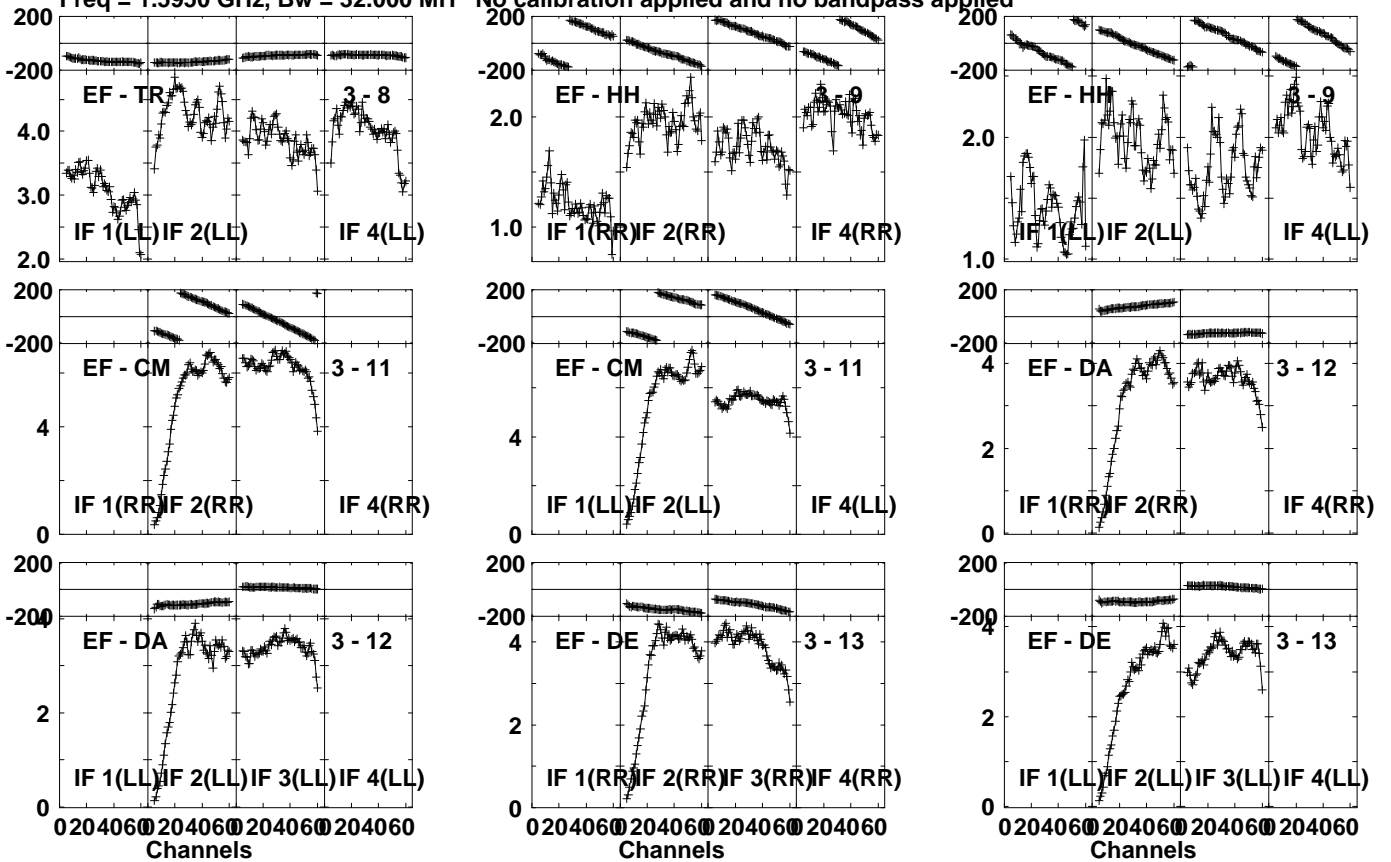 Freq = 1.5950 GHz, Bw = 32.000 MH No calibration applied and no bandpass applied
200
-200
EF - TR 3 - 8
4.0
3.0
2.0
IF 1(LL) IF 2(LL) IF 4(LL)
200
-200
EF - HH 3 - 9
2.0
1.0
IF 1(RR) IF 2(RR) IF 4(RR)
200
-200
EF - HH 3 - 9
2.0
1.0
IF 1(LL) IF 2(LL) IF 4(LL)
200
-200
EF - CM 3 - 11
4
0
IF 1(RR) IF 2(RR) IF 4(RR)
200
-200
EF - CM 3 - 11
4
0
IF 1(LL) IF 2(LL) IF 4(LL)
200
-200
EF - DA 3 - 12
4
2
0
IF 1(RR) IF 2(RR) IF 4(RR)
200
-200
EF - DA 3 - 12
4
2
0
IF 1(LL) IF 2(LL) IF 3(LL) IF 4(LL)
0 20 40 60 0 20 40 60 0 20 40 60 0 20 40 60
Channels
200
-200
EF - DE 3 - 13
4
2
0
IF 1(RR) IF 2(RR) IF 3(RR) IF 4(RR)
0 20 40 60 0 20 40 60 0 20 40 60 0 20 40 60
Channels
200
-200
EF - DE 3 - 13
4
2
0
IF 1(LL) IF 2(LL) IF 3(LL) IF 4(LL)
0 20 40 60 0 20 40 60 0 20 40 60 0 20 40 60
Channels